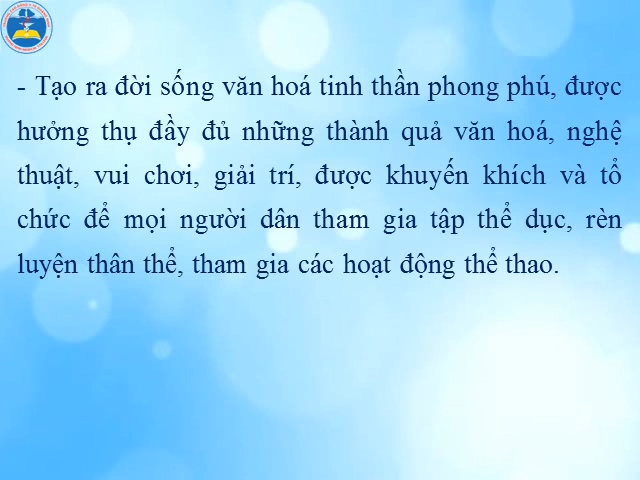 - Tạo ra đời sống văn hoá tinh thần phong phú, được
hưởng thụ đầy đủ những thành quả văn hoá, nghệ
thuật, vui chơi, giải trí, được khuyến khích và tổ
chức để mọi người dân tham gia tập thể dục, rèn
luyện thân thể, tham gia các hoạt động thể thao.